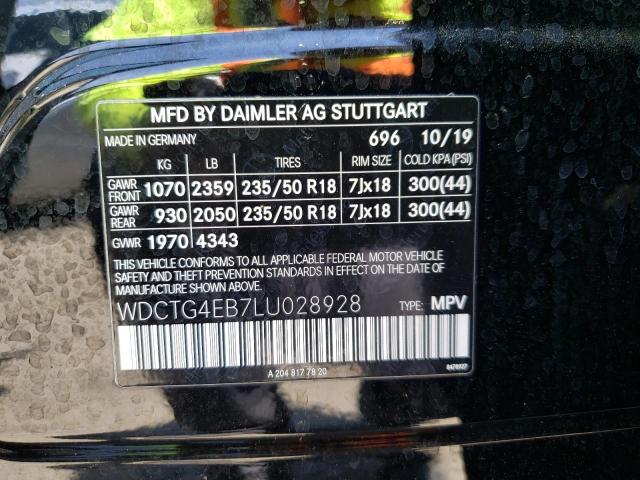 MFD BY DAIMLER AG STUTTGART
MADE IN GERMANY 696 10/19
KG LB TIRES RIM SIZE COLD KPA (PSI)
GAWR FRONT 1070 2359 235/50 R18 7Jx18 300(44)
GAWR REAR 930 2050 235/50 R18 7Jx18 300(44)
GVWR 1970 4343
THIS VEHICLE CONFORMS TO ALL APPLICABLE FEDERAL MOTOR VEHICLE
SAFETY AND THEFT PREVENTION STANDARDS IN EFFECT ON THE DATE
OF MANUFACTURE SHOWN ABOVE.
WDCTG4EB7LU028928 TYPE: MPV
A 204 817 78 20